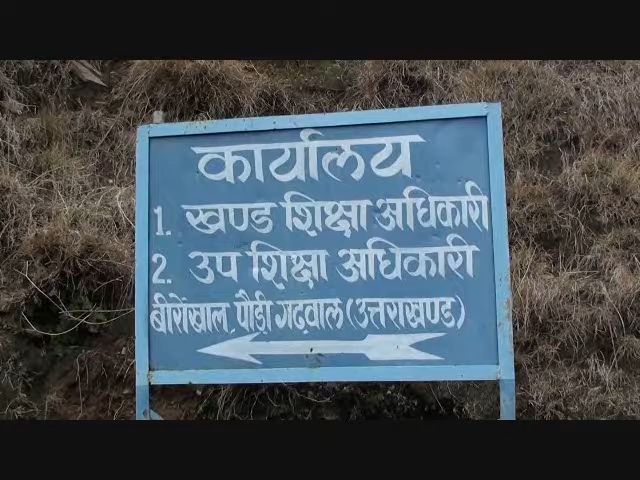 कार्यालय
1. खण्ड शिक्षा अधिकारी
2. उप शिक्षा अधिकारी
बीरोंखाल, पौड़ी गढ़वाल (उत्तराखण्ड)